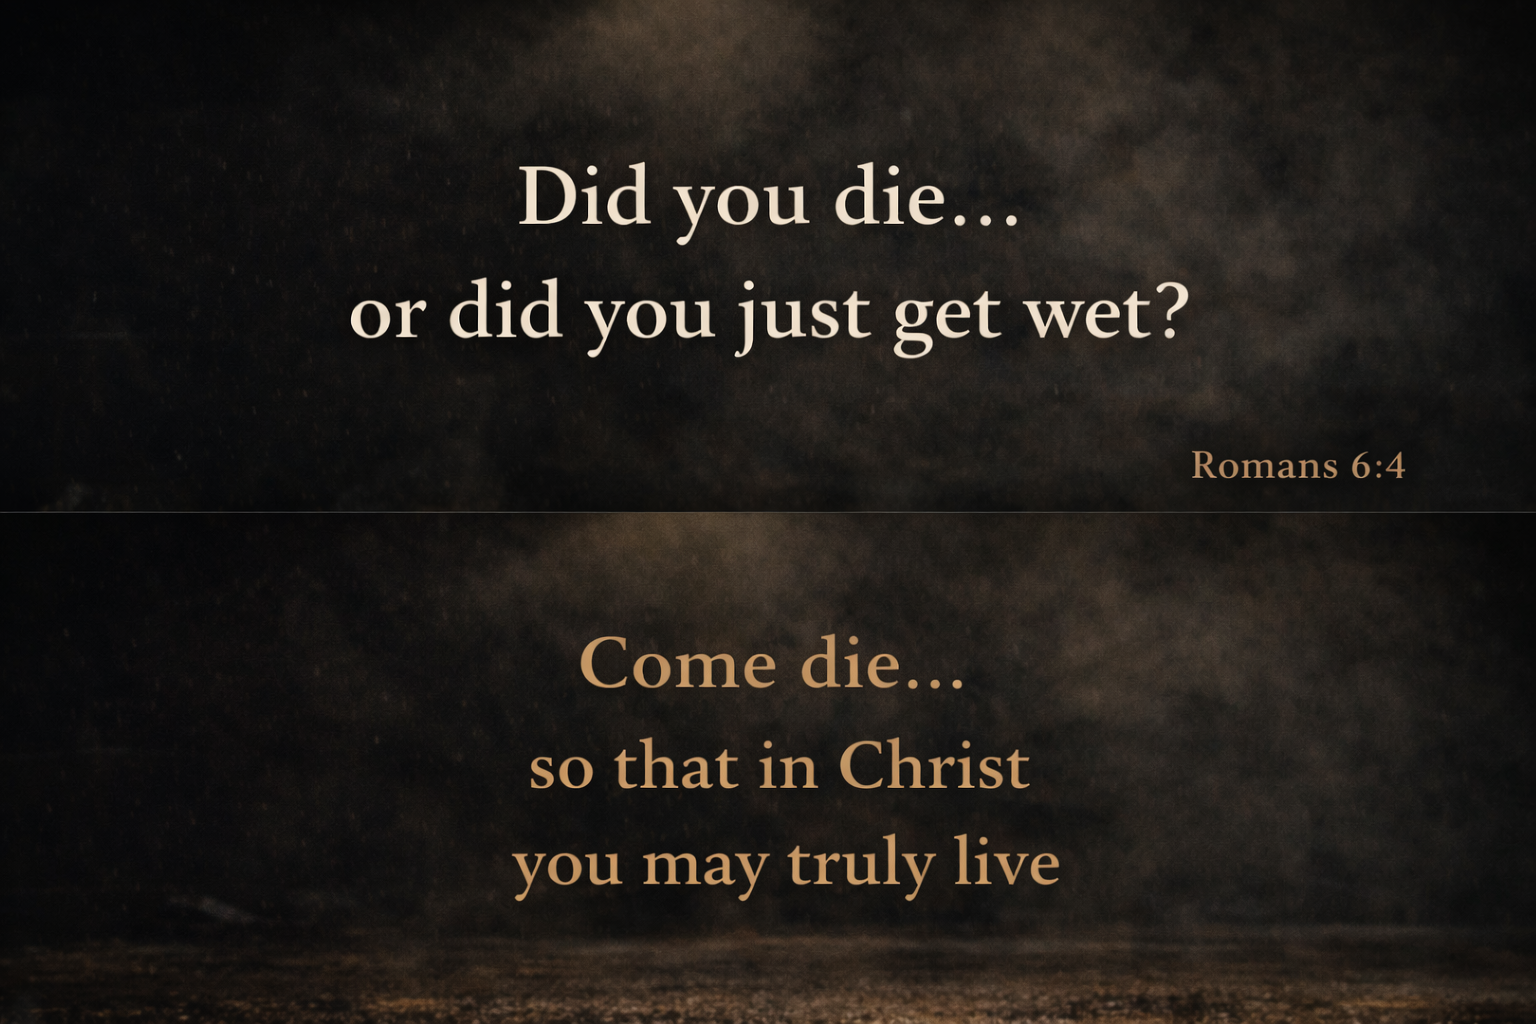 Did you die...
or did you just get wet?
Romans 6:4
Come die...
so that in Christ
you may truly live